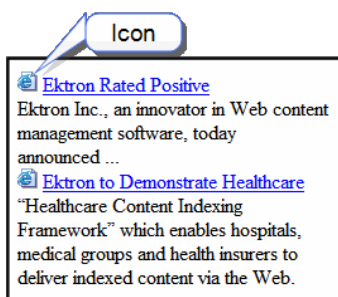 Icon
Ektron Rated Positive
Ektron Inc., an innovator in Web content
management software, today
announced ...
Ektron to Demonstrate Healthcare
“Healthcare Content Indexing
Framework” which enables hospitals,
medical groups and health insurers to
deliver indexed content via the Web.